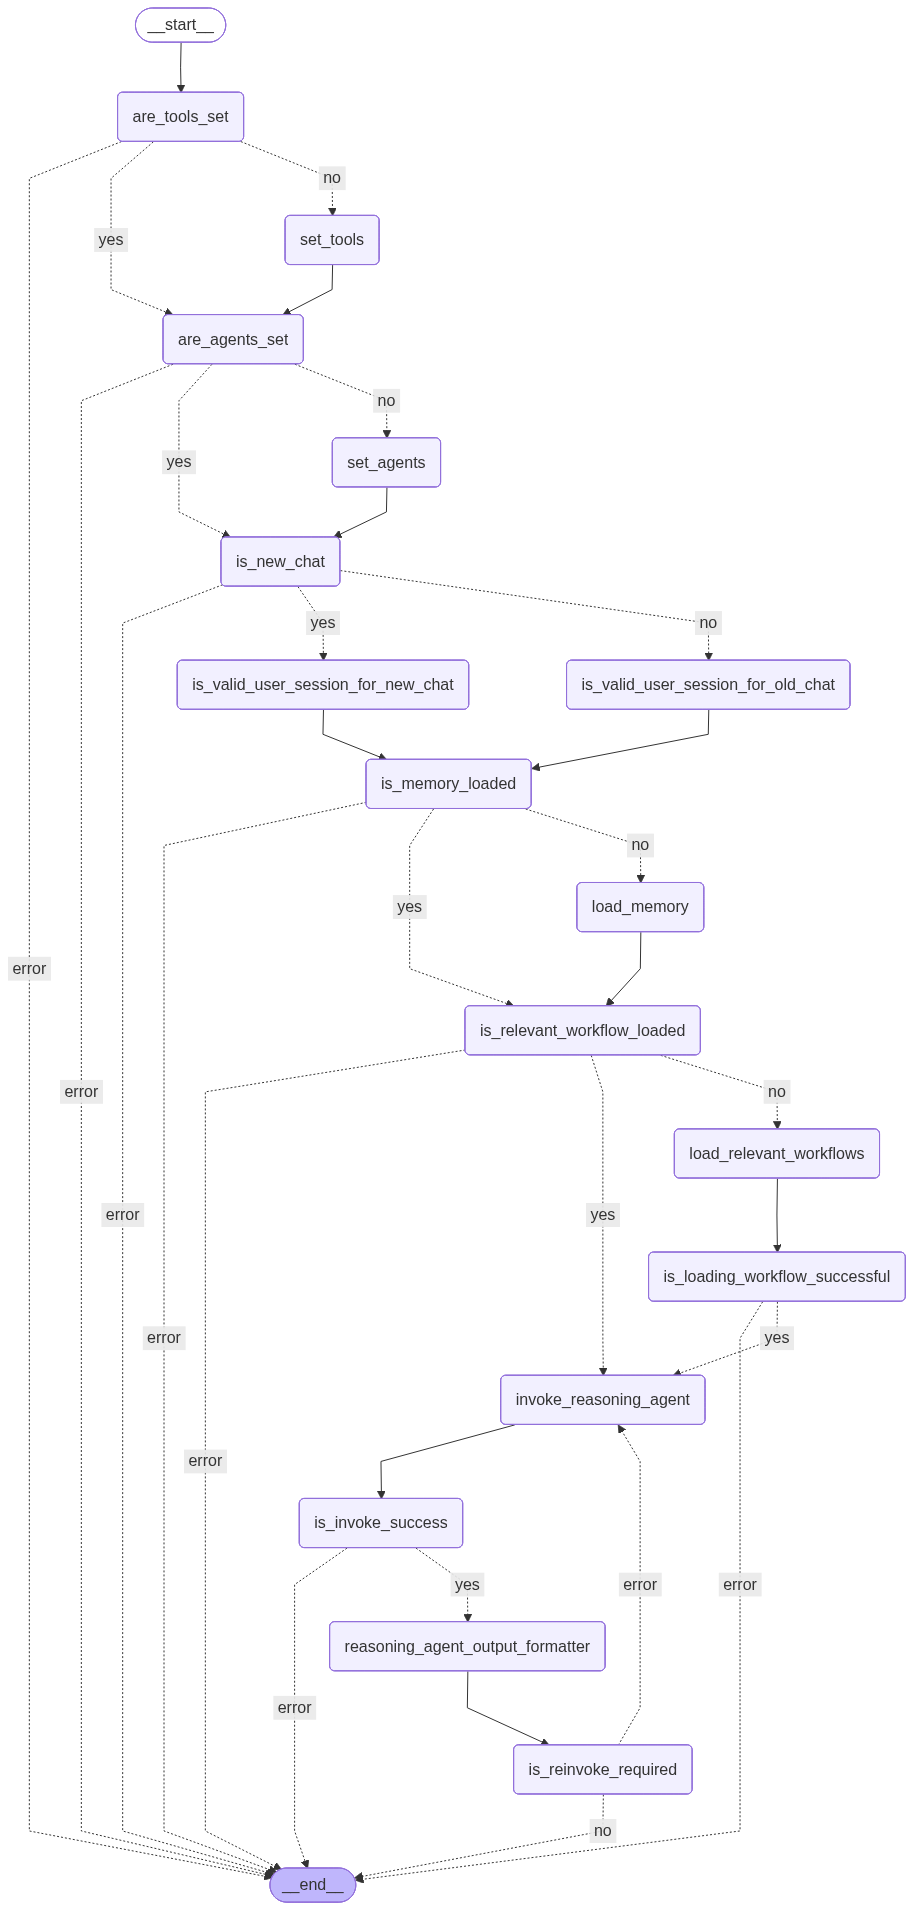 __start__
are_tools_set
no
yes
set_tools
are_agents_set
no
yes
set_agents
is_new_chat
yes
no
is_valid_user_session_for_new_chat
is_valid_user_session_for_old_chat
is_memory_loaded
no
yes
load_memory
error
is_relevant_workflow_loaded
error
no
load_relevant_workflows
error
yes
is_loading_workflow_successful
error
yes
invoke_reasoning_agent
error
is_invoke_success
yes
error
error
reasoning_agent_output_formatter
error
is_reinvoke_required
no
__end__